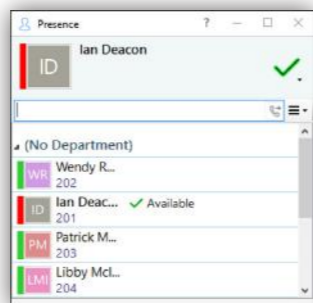 Presence ?
ID Ian Deacon
(No Department)
WR Wendy R...
202
ID Ian Deac... Available
201
PM Patrick M...
203
LMI Libby McI...
204